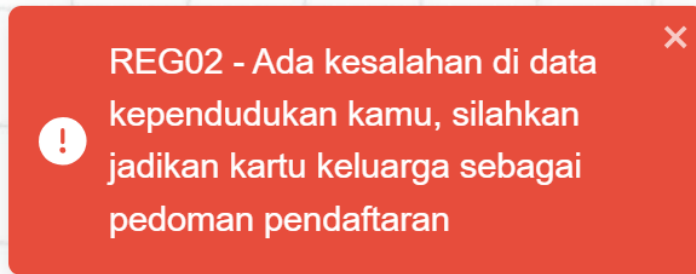 REG02 - Ada kesalahan di data
kependudukan kamu, silahkan
jadikan kartu keluarga sebagai
pedoman pendaftaran